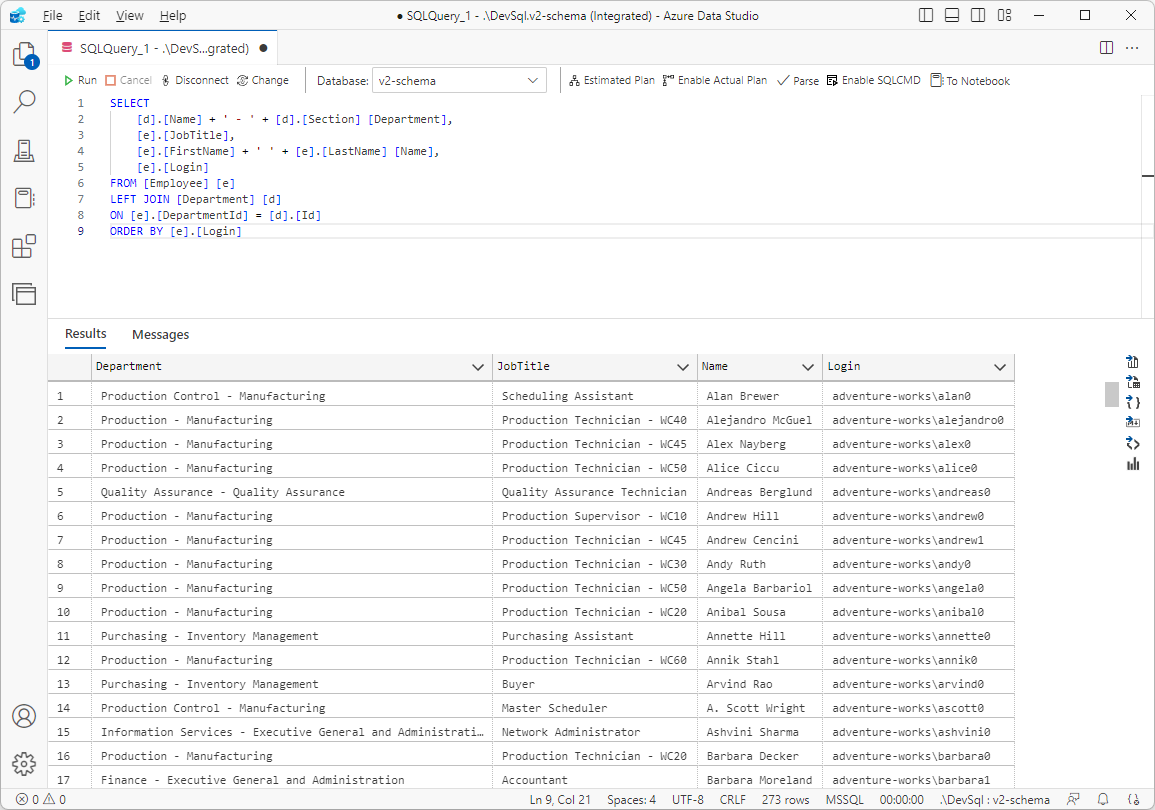 File Edit View Help ● SQLQuery_1 - .\DevSql.v2-schema (Integrated) - Azure Data Studio
1 SQLQuery_1 - .\DevS...grated) ●
Run Cancel Disconnect Change Database: v2-schema Estimated Plan Enable Actual Plan Parse Enable SQLCMD To Notebook
1 SELECT
2 [d].[Name] + ' - ' + [d].[Section] [Department],
3 [e].[JobTitle],
4 [e].[FirstName] + ' ' + [e].[LastName] [Name],
5 [e].[Login]
6 FROM [Employee] [e]
7 LEFT JOIN [Department] [d]
8 ON [e].[DepartmentId] = [d].[Id]
9 ORDER BY [e].[Login]
Results Messages
Department JobTitle Name Login
1 Production Control - Manufacturing Scheduling Assistant Alan Brewer adventure-works\alan0
2 Production - Manufacturing Production Technician - WC40 Alejandro McGuel adventure-works\alejandro0
3 Production - Manufacturing Production Technician - WC45 Alex Nayberg adventure-works\alex0
4 Production - Manufacturing Production Technician - WC50 Alice Ciccu adventure-works\alice0
5 Quality Assurance - Quality Assurance Quality Assurance Technician Andreas Berglund adventure-works\andreas0
6 Production - Manufacturing Production Supervisor - WC10 Andrew Hill adventure-works\andrew0
7 Production - Manufacturing Production Technician - WC45 Andrew Cencini adventure-works\andrew1
8 Production - Manufacturing Production Technician - WC30 Andy Ruth adventure-works\andy0
9 Production - Manufacturing Production Technician - WC50 Angela Barbariol adventure-works\angela0
10 Production - Manufacturing Production Technician - WC20 Anibal Sousa adventure-works\anibal0
11 Purchasing - Inventory Management Purchasing Assistant Annette Hill adventure-works\annette0
12 Production - Manufacturing Production Technician - WC60 Annik Stahl adventure-works\annik0
13 Purchasing - Inventory Management Buyer Arvind Rao adventure-works\arvind0
14 Production Control - Manufacturing Master Scheduler A. Scott Wright adventure-works\ascott0
15 Information Services - Executive General and Administrati… Network Administrator Ashvini Sharma adventure-works\ashvini0
16 Production - Manufacturing Production Technician - WC20 Barbara Decker adventure-works\barbara0
17 Finance - Executive General and Administration Accountant Barbara Moreland adventure-works\barbara1
0 0 Ln 9, Col 21 Spaces: 4 UTF-8 CRLF 273 rows MSSQL 00:00:00 .\DevSql : v2-schema